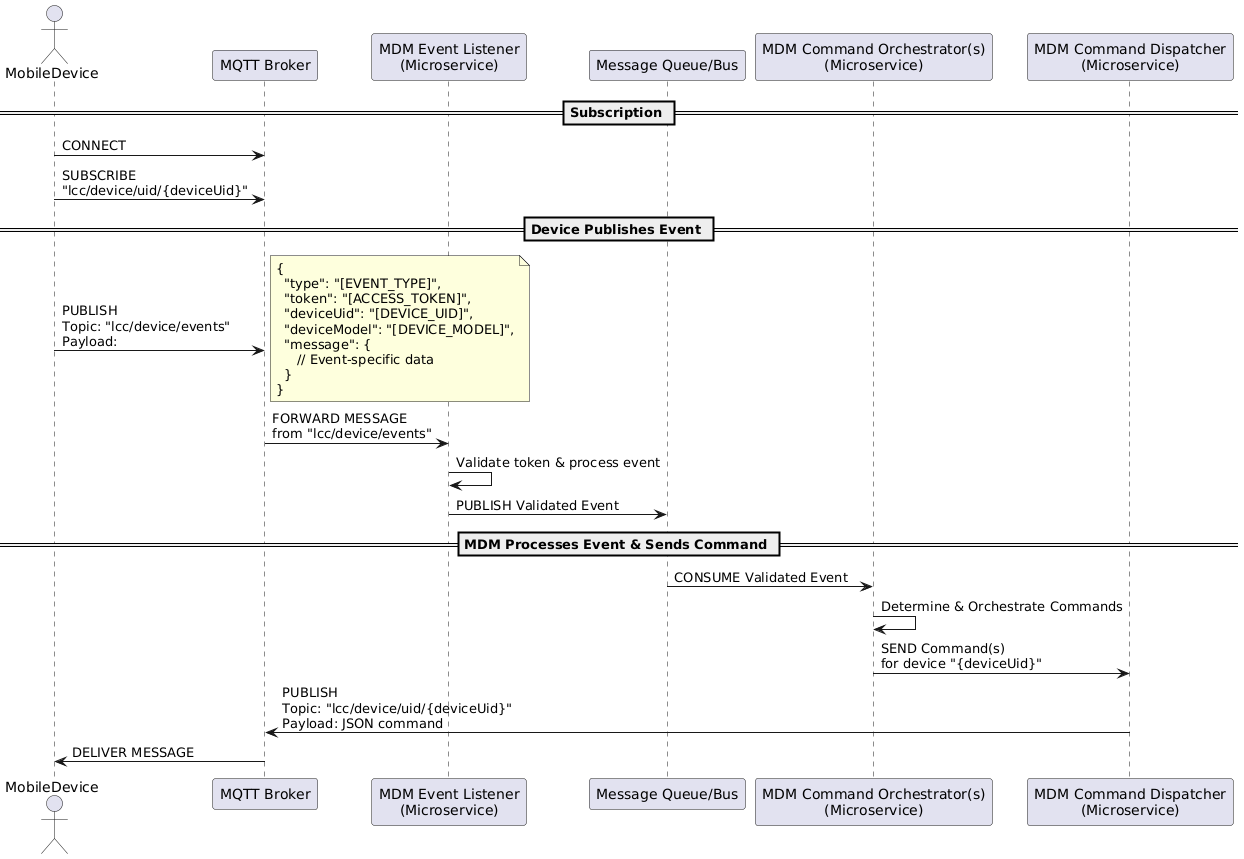 MobileDevice
MQTT Broker
MDM Event Listener
(Microservice)
Message Queue/Bus
MDM Command Orchestrator(s)
(Microservice)
MDM Command Dispatcher
(Microservice)
Subscription
CONNECT
SUBSCRIBE
"lcc/device/uid/{deviceUid}"
Device Publishes Event
PUBLISH
Topic: "lcc/device/events"
Payload:
{
"type": "[EVENT_TYPE]",
"token": "[ACCESS_TOKEN]",
"deviceUid": "[DEVICE_UID]",
"deviceModel": "[DEVICE_MODEL]",
"message": {
// Event-specific data
}
}
FORWARD MESSAGE
from "lcc/device/events"
Validate token & process event
PUBLISH Validated Event
MDM Processes Event & Sends Command
CONSUME Validated Event
Determine & Orchestrate Commands
SEND Command(s)
for device "{deviceUid}"
PUBLISH
Topic: "lcc/device/uid/{deviceUid}"
Payload: JSON command
DELIVER MESSAGE
MobileDevice
MQTT Broker
MDM Event Listener
(Microservice)
Message Queue/Bus
MDM Command Orchestrator(s)
(Microservice)
MDM Command Dispatcher
(Microservice)